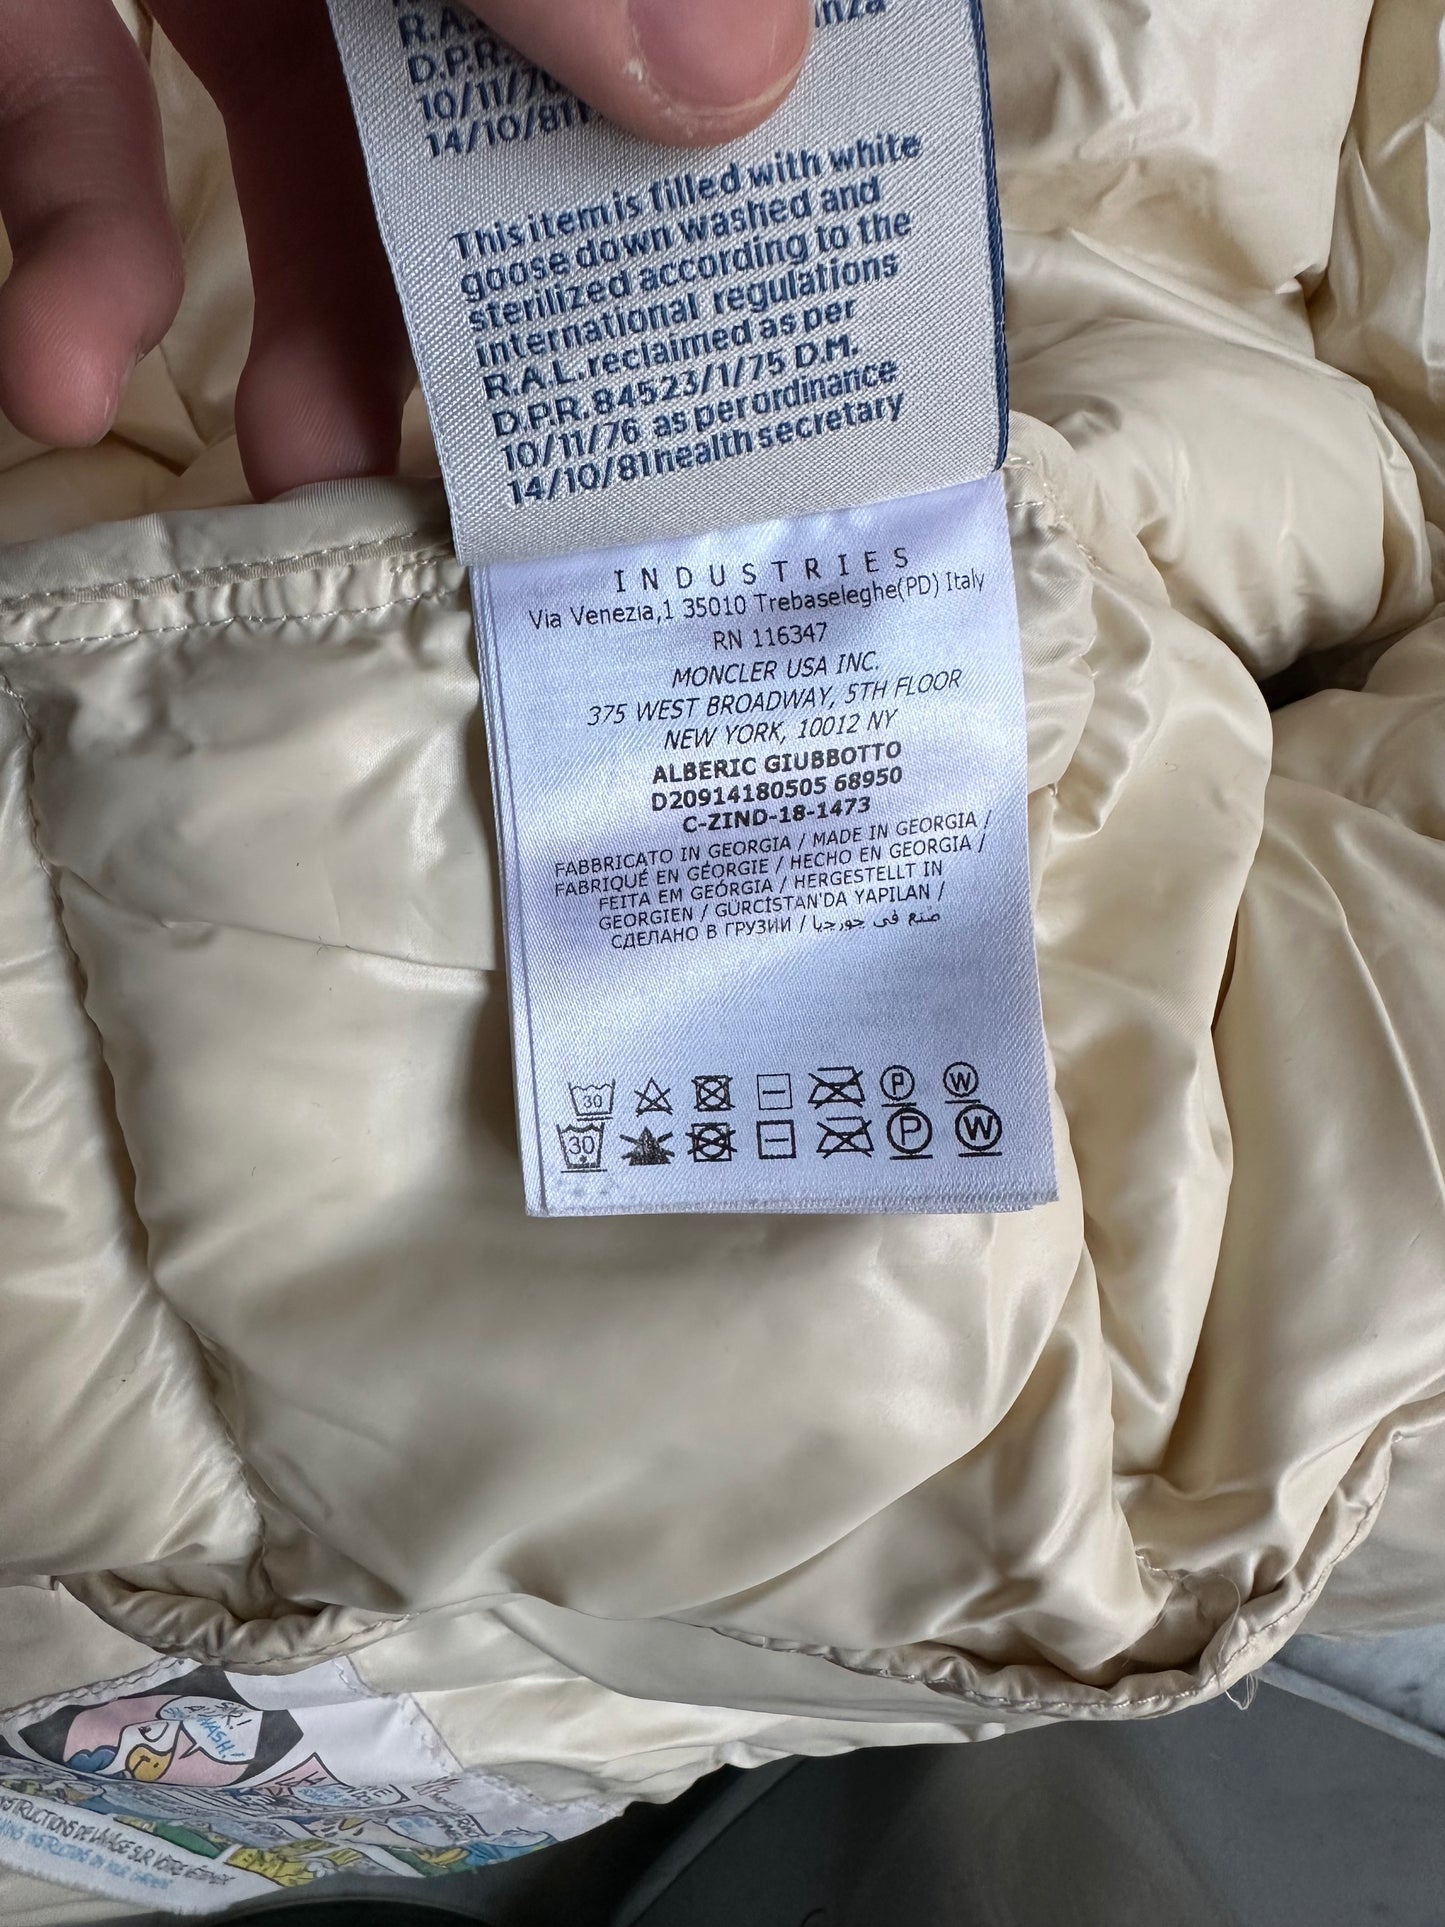 R.A.
D.P.R.
10/11/76
14/10/81
This item is filled with white
goose down washed and
sterilized according to the
international regulations
R.A.L. reclaimed as per
D.P.R. 84523/1/75 D.M.
10/11/76 as per ordinance
14/10/81 health secretary
INDUSTRIES
Via Venezia,1 35010 Trebaseleghe(PD) Italy
RN 116347
MONCLER USA INC.
375 WEST BROADWAY, 5TH FLOOR
NEW YORK, 10012 NY
ALBERIC GIUBBOTTO
D20914180505 68950
C-ZIND-18-1473
FABBRICATO IN GEORGIA / MADE IN GEORGIA /
FABRIQUÉ EN GÉORGIE / HECHO EN GEORGIA /
FEITA EM GEÓRGIA / HERGESTELLT IN
GEORGIEN / GÜRCİSTAN'DA YAPILAN /
СДЕЛАНО В ГРУЗИИ / صنع في جورجيا
30 P W
30 P W